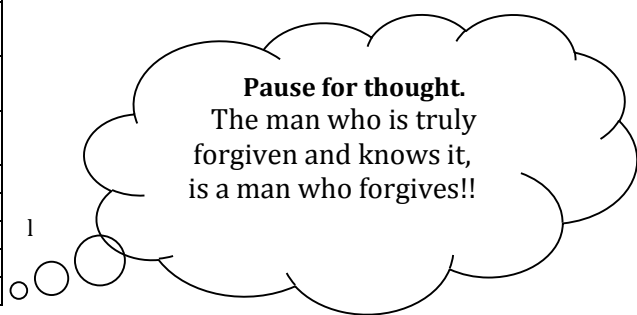 Pause for thought.
The man who is truly
forgiven and knows it,
is a man who forgives!!
l